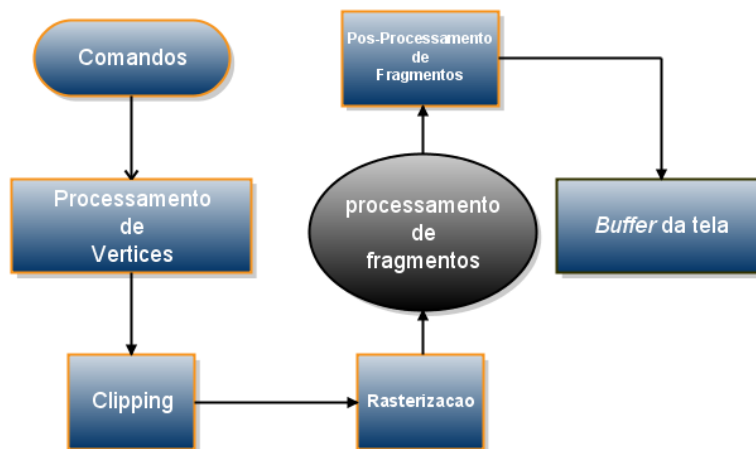 Comandos
Processamento
de
Vertices
Clipping
Rasterizacao
processamento
de
fragmentos
Pos-Processamento
de
Fragmentos
Buffer da tela